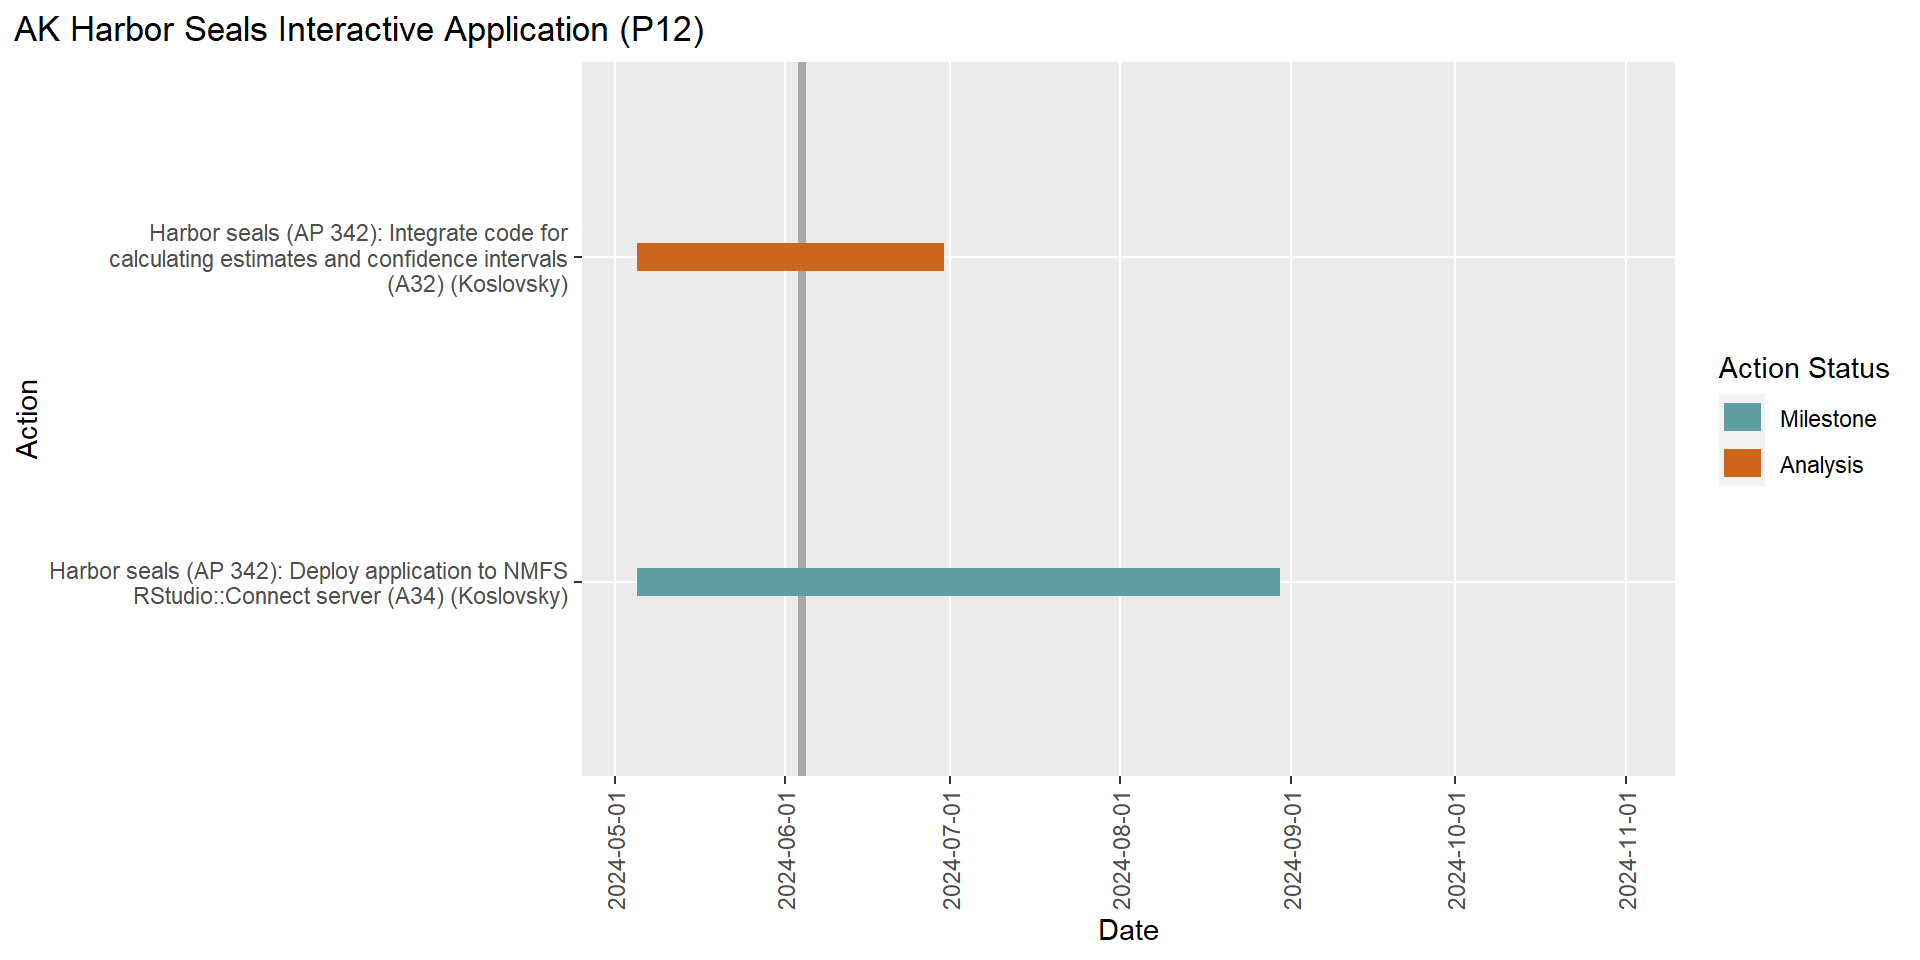 AK Harbor Seals Interactive Application (P12)
Harbor seals (AP 342): Integrate code for
calculating estimates and confidence intervals
(A32) (Koslovsky)
Harbor seals (AP 342): Deploy application to NMFS
RStudio::Connect server (A34) (Koslovsky)
Action
2024-05-01
2024-06-01
2024-07-01
2024-08-01
2024-09-01
2024-10-01
2024-11-01
Date
Action Status
Milestone
Analysis